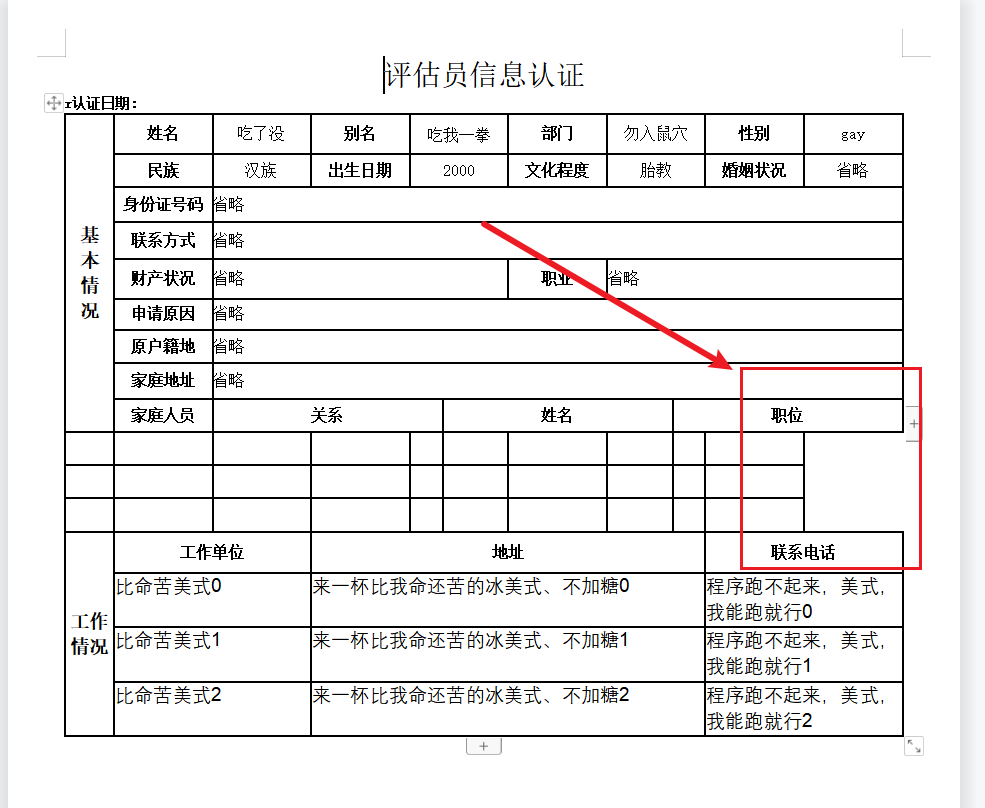 评估员信息认证
r认证日期：
姓名 吃了没 别名 吃我一拳 部门 勿入鼠穴 性别 gay
民族 汉族 出生日期 2000 文化程度 胎教 婚姻状况 省略
身份证号码 省略
基本情况 联系方式 省略
财产状况 省略 职业 省略
申请原因 省略
原户籍地 省略
家庭地址 省略
家庭人员 关系 姓名 职位
工作单位 地址 联系电话
工作情况
比命苦美式0 来一杯比我命还苦的冰美式、不加糖0 程序跑不起来，美式，
我能跑就行0
比命苦美式1 来一杯比我命还苦的冰美式、不加糖1 程序跑不起来，美式，
我能跑就行1
比命苦美式2 来一杯比我命还苦的冰美式、不加糖2 程序跑不起来，美式，
我能跑就行2